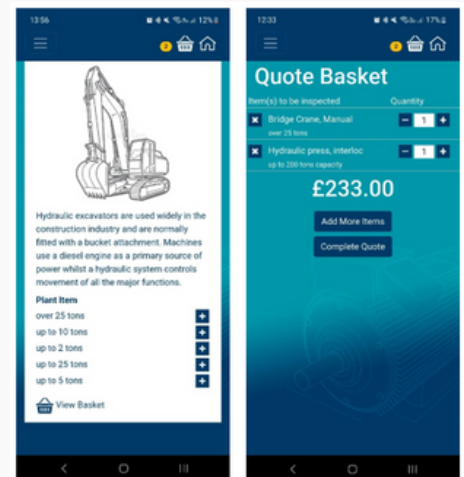 13:56
12%
2
Hydraulic excavators are used widely in the
construction industry and are normally
fitted with a bucket attachment. Machines
use a diesel engine as a primary source of
power whilst a hydraulic system controls
movement of all the major functions.
Plant Item
over 25 tons
up to 10 tons
up to 2 tons
up to 25 tons
up to 5 tons
View Basket
12:33
17%
2
Quote Basket
Item(s) to be inspected Quantity
Bridge Crane, Manual 1
over 25 tons
Hydraulic press, interloc 1
up to 200 tons capacity
£233.00
Add More Items
Complete Quote